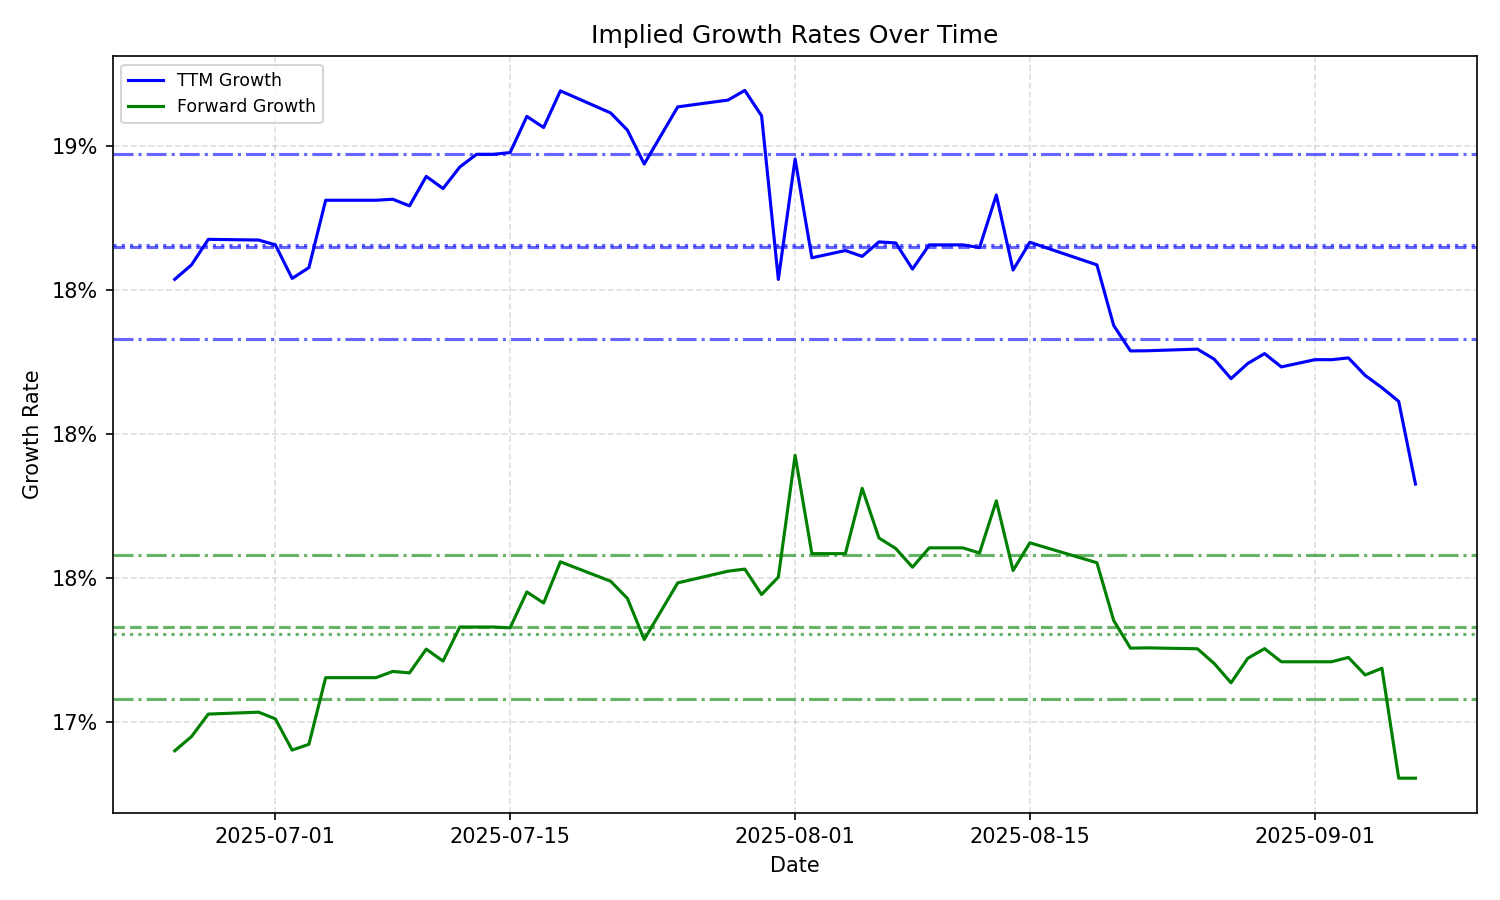 Implied Growth Rates Over Time
TTM Growth
Forward Growth
19%
18%
18%
18%
17%
Growth Rate
2025-07-01
2025-07-15
2025-08-01
2025-08-15
2025-09-01
Date